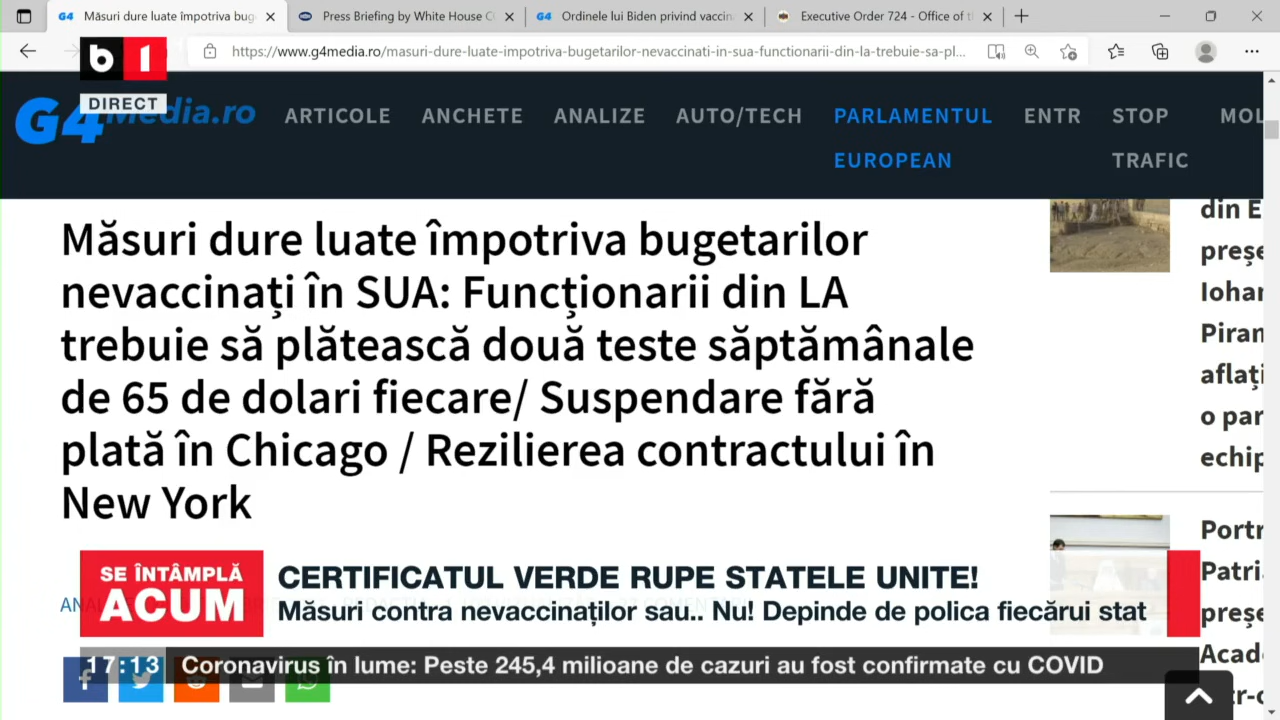 Măsuri dure luate împotriva bug
Press Briefing by White House C
G4
Ordinele lui Biden privind vaccin
Executive Order 724 - Office of t
https://www.g4media.ro/masuri-dure-luate-impotriva-bugetarilor-nevaccinati-in-sua-functionarii-din-la-trebuie-sa-pl...
b1
DIRECT
G4Media.ro
ARTICOLE
ANCHETE
ANALIZE
AUTO/TECH
PARLAMENTUL
EUROPEAN
ENTR
STOP
TRAFIC
MOL
Măsuri dure luate împotriva bugetarilor
nevaccinați în SUA: Funcționarii din LA
trebuie să plătească două teste săptămânale
de 65 de dolari fiecare/ Suspendare fără
plată în Chicago / Rezilierea contractului în
New York
din E
preșe
Iohan
Piran
aflați
o par
echip
Portr
Patri
preșe
Acad
tr-o
SE ÎNTÂMPLĂ
ACUM
CERTIFICATUL VERDE RUPE STATELE UNITE!
Măsuri contra nevaccinaților sau.. Nu! Depinde de polica fiecărui stat
17:13
Coronavirus în lume: Peste 245,4 milioane de cazuri au fost confirmate cu COVID